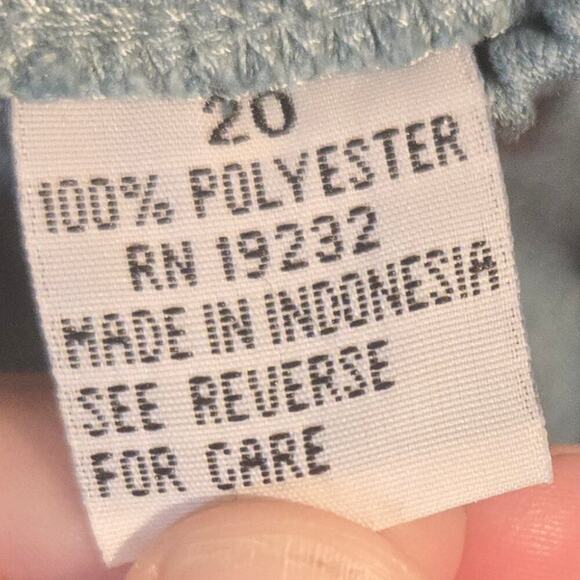 20
100% POLYESTER
RN 19232
MADE IN INDONESIA
SEE REVERSE
FOR CARE